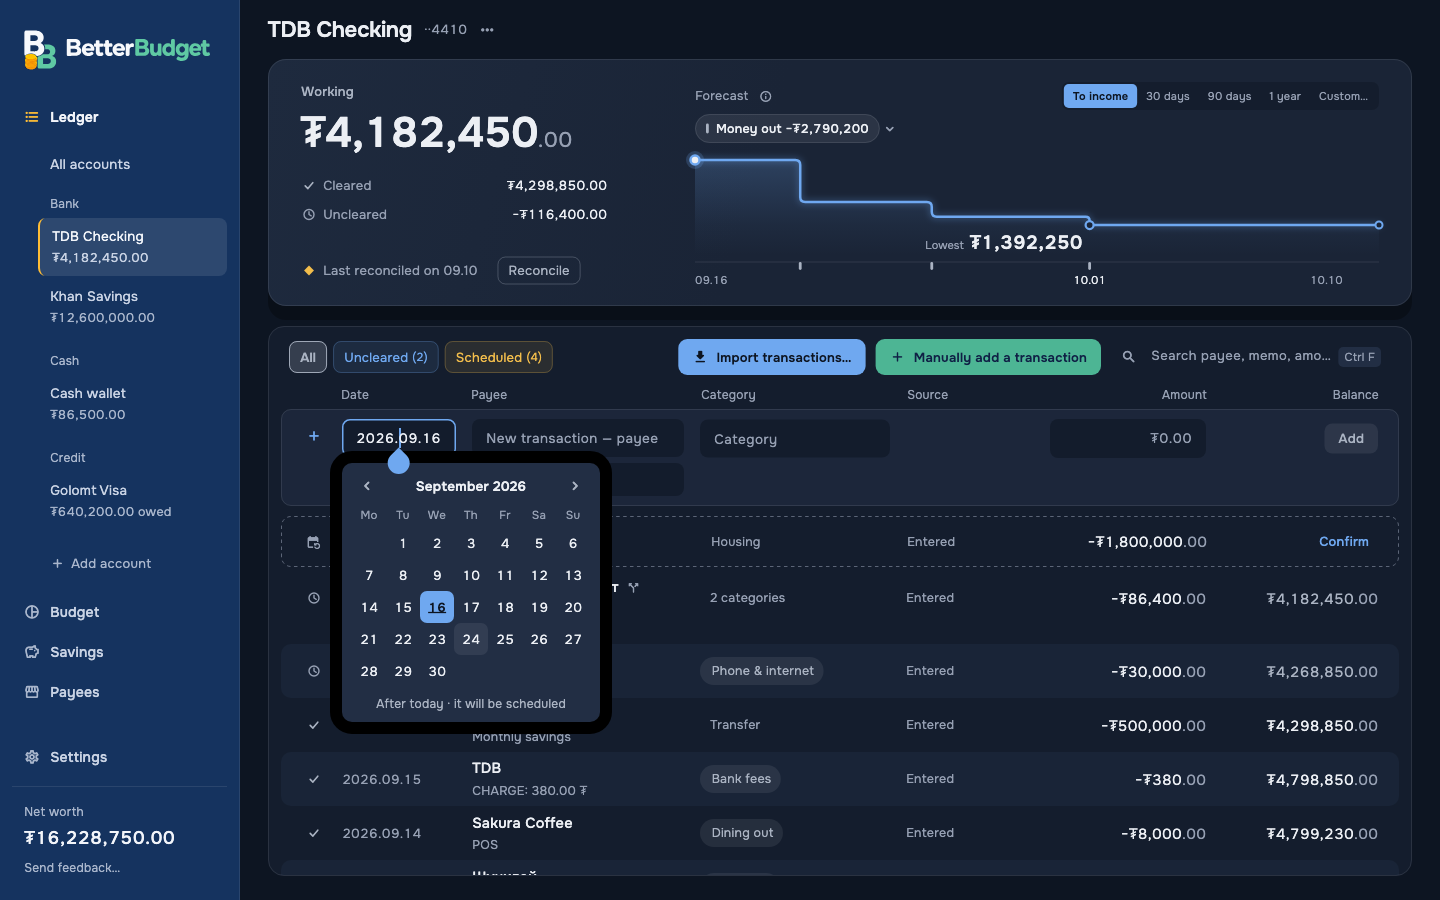 BetterBudget
Ledger
All accounts
Bank
TDB Checking
₮4,182,450.00
Khan Savings
₮12,600,000.00
Cash
Cash wallet
₮86,500.00
Credit
Golomt Visa
₮640,200.00 owed
+ Add account
Budget
Savings
Payees
Settings
Net worth
₮16,228,750.00
Send feedback...
TDB Checking ··4410 •••
Working
₮4,182,450.00
Cleared ₮4,298,850.00
Uncleared -₮116,400.00
Last reconciled on 09.10 Reconcile
Forecast
To income 30 days 90 days 1 year Custom...
Money out -₮2,790,200
Lowest ₮1,392,250
09.16 10.01 10.10
All Uncleared (2) Scheduled (4) Import transactions... + Manually add a transaction Search payee, memo, amo... Ctrl F
Date Payee Category Source Amount Balance
+ 2026.09.16 New transaction — payee Category ₮0.00 Add
September 2026
Mo Tu We Th Fr Sa Su
1 2 3 4 5 6
7 8 9 10 11 12 13
14 15 16 17 18 19 20
21 22 23 24 25 26 27
28 29 30
After today · it will be scheduled
Housing Entered -₮1,800,000.00 Confirm
T
2 categories Entered -₮86,400.00 ₮4,182,450.00
Phone & internet Entered -₮30,000.00 ₮4,268,850.00
Transfer Entered -₮500,000.00 ₮4,298,850.00
Monthly savings
2026.09.15 TDB Bank fees Entered -₮380.00 ₮4,798,850.00
CHARGE: 380.00 ₮
2026.09.14 Sakura Coffee Dining out Entered -₮8,000.00 ₮4,799,230.00
POS